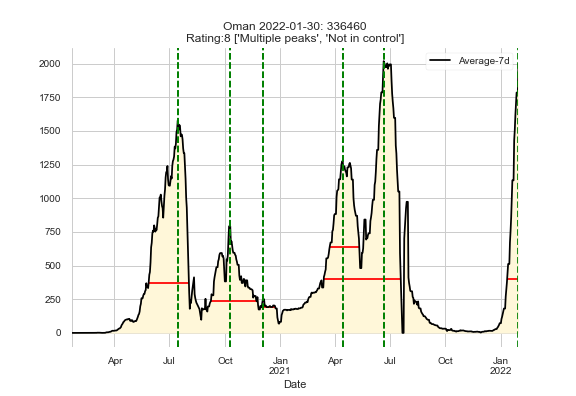 Oman 2022-01-30: 336460
Rating:8 ['Multiple peaks', 'Not in control']
Average-7d
2000
1750
1500
1250
1000
750
500
250
0
Apr Jul Oct Jan Apr Jul Oct Jan
2021 2022
Date